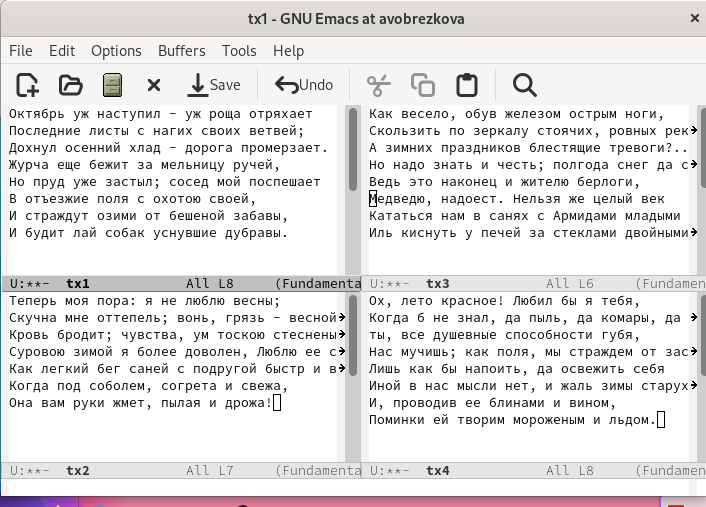 tx1 - GNU Emacs at avobrezkova
File Edit Options Buffers Tools Help
Save Undo
Октябрь уж наступил – уж роща отряхает
Последние листы с нагих своих ветвей;
Дохнул осенний хлад – дорога промерзает.
Журча еще бежит за мельницу ручей,
Но пруд уже застыл; сосед мой поспешает
В отъезжие поля с охотою своей,
И страждут озими от бешеной забавы,
И будит лай собак уснувшие дубравы.
U:**- tx1 All L8 (Fundamenta
Как весело, обув железом острым ноги,
Скользить по зеркалу стоячих, ровных рек
А зимних праздников блестящие тревоги?..
Но надо знать и честь; полгода снег да с
Ведь это наконец и жителю берлоги,
Медведю, надоест. Нельзя же целый век
Кататься нам в санях с Армидами младыми
Иль киснуть у печей за стеклами двойными
U:**- tx3 All L6 (Fundamen
Теперь моя пора: я не люблю весны;
Скучна мне оттепель; вонь, грязь – весной
Кровь бродит; чувства, ум тоскою стеснены
Суровою зимой я более доволен, Люблю ее с
Как легкий бег саней с подругой быстр и в
Когда под соболем, согрета и свежа,
Она вам руки жмет, пылая и дрожа!
U:**- tx2 All L7 (Fundamenta
Ох, лето красное! Любил бы я тебя,
Когда б не знал, да пыль, да комары, да
ты, все душевные способности губя,
Нас мучишь; как поля, мы страждем от зас
Лишь как бы напоить, да освежить себя
Иной в нас мысли нет, и жаль зимы старух
И, проводив ее блинами и вином,
Поминки ей творим мороженым и льдом.
U:**- tx4 All L8 (Fundamen